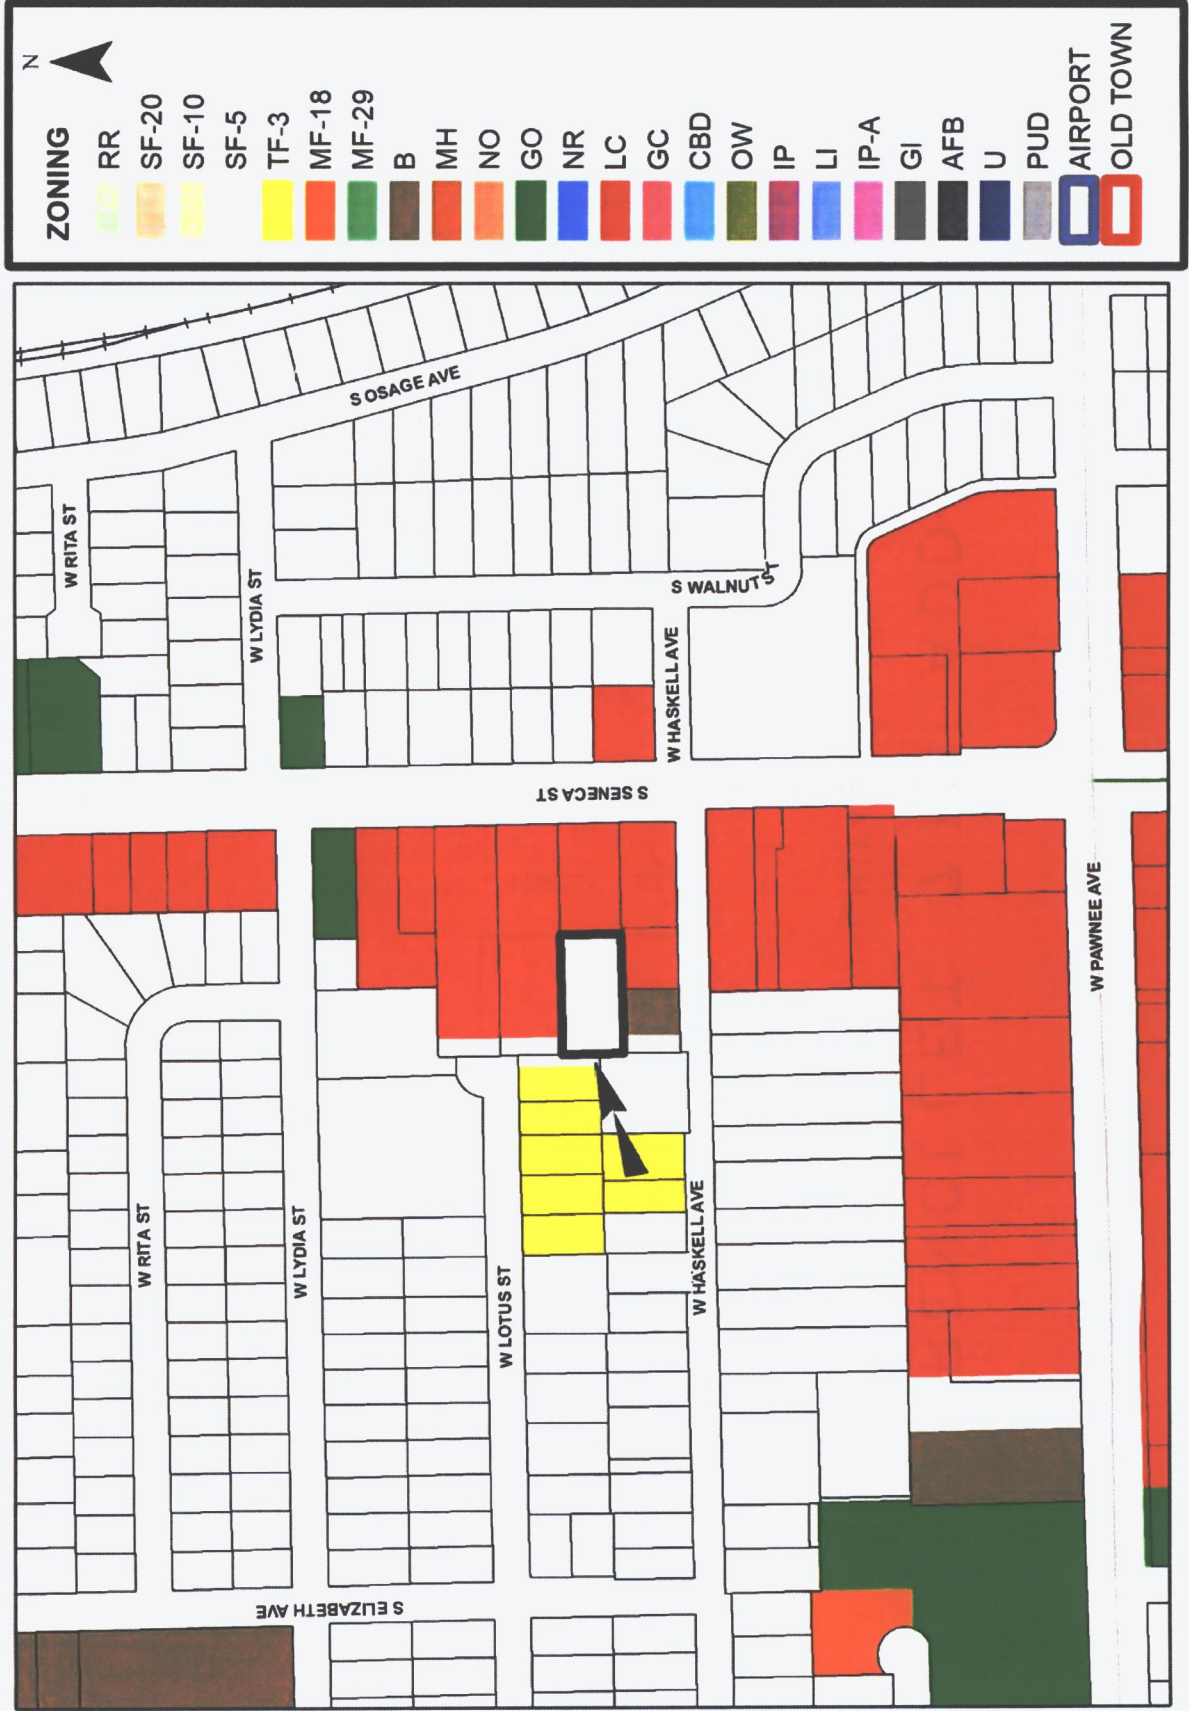 N
ZONING
RR
SF-20
SF-10
SF-5
TF-3
MF-18
MF-29
B
MH
NO
GO
NR
LC
GC
CBD
OW
IP
LI
IP-A
GI
AFB
U
PUD
AIRPORT
OLD TOWN
S OSAGE AVE
W RITA ST
W LYDIA ST
S WALNUT ST
W HASKELL AVE
S SENECA ST
W PAWNEE AVE
W RITA ST
W LYDIA ST
W LOTUS ST
W HASKELL AVE
S ELIZABETH AVE